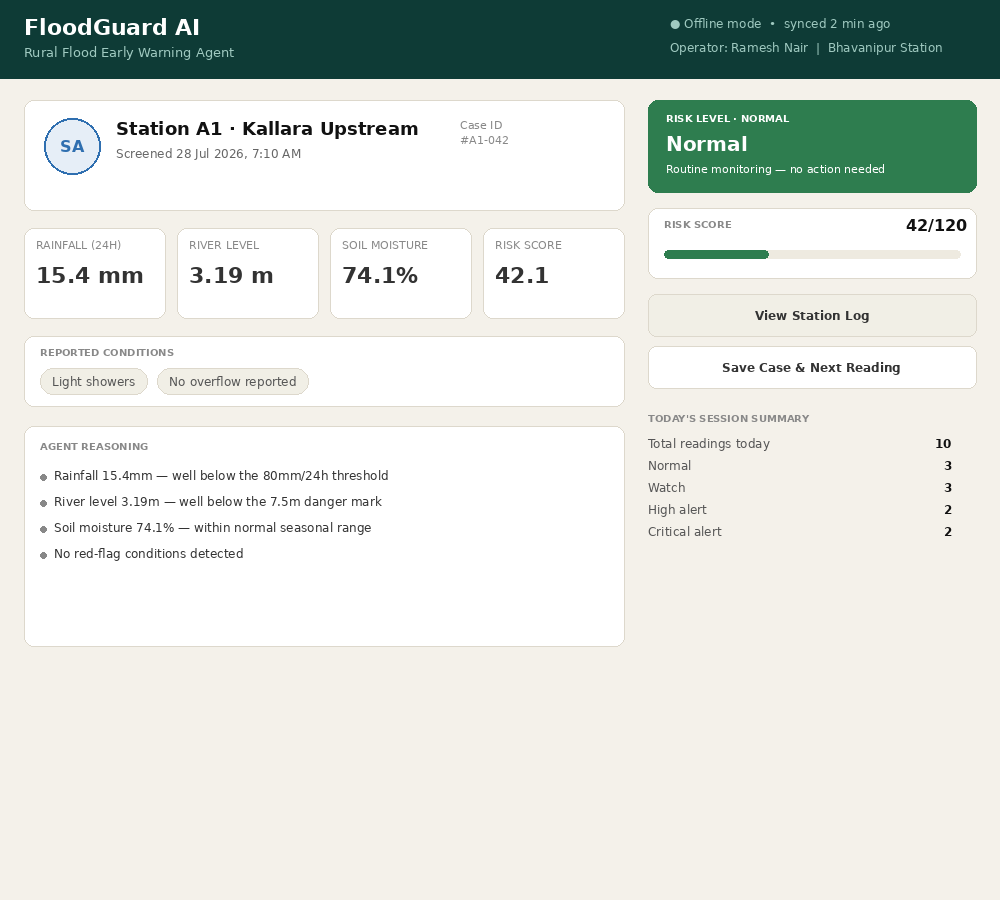 FloodGuard AI
Rural Flood Early Warning Agent
● Offline mode • synced 2 min ago
Operator: Ramesh Nair | Bhavanipur Station
SA
Station A1 · Kallara Upstream
Screened 28 Jul 2026, 7:10 AM
Case ID
#A1-042
RAINFALL (24H)
15.4 mm
RIVER LEVEL
3.19 m
SOIL MOISTURE
74.1%
RISK SCORE
42.1
REPORTED CONDITIONS
Light showers
No overflow reported
AGENT REASONING
● Rainfall 15.4mm — well below the 80mm/24h threshold
● River level 3.19m — well below the 7.5m danger mark
● Soil moisture 74.1% — within normal seasonal range
● No red-flag conditions detected
RISK LEVEL · NORMAL
Normal
Routine monitoring — no action needed
RISK SCORE 42/120
View Station Log
Save Case & Next Reading
TODAY'S SESSION SUMMARY
Total readings today 10
Normal 3
Watch 3
High alert 2
Critical alert 2